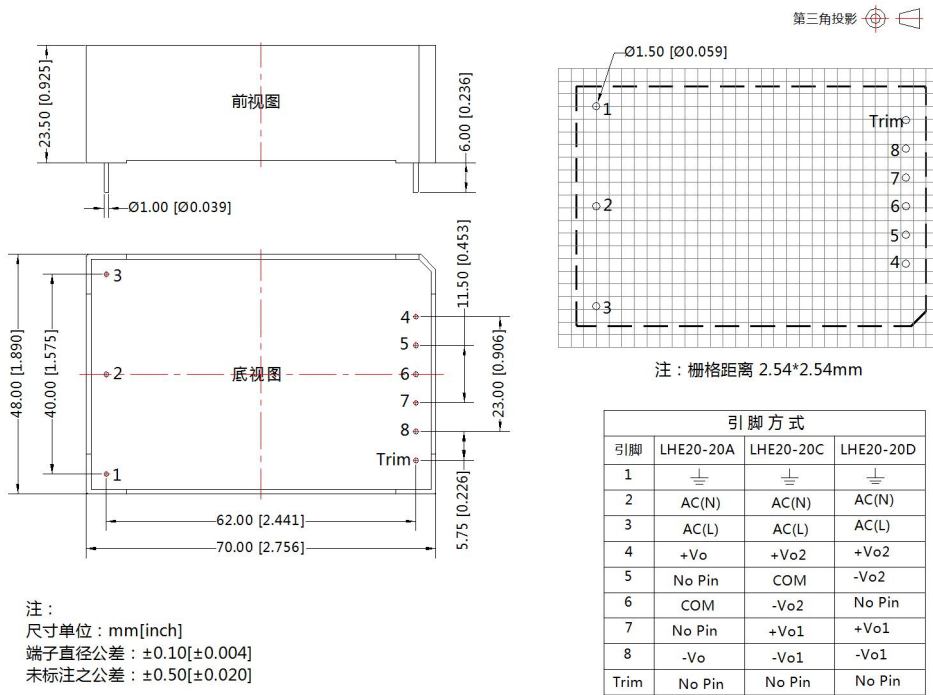 第三角投影
23.50 [0.925]
前视图
6.00 [0.236]
Ø1.00 [Ø0.039]
Ø1.50 [Ø0.059]
1
Trim
8
7
2
6
5
4
3
注：栅格距离 2.54*2.54mm
48.00 [1.890]
40.00 [1.575]
3
2
1
底视图
4
5
6
7
8
Trim
11.50 [0.453]
23.00 [0.906]
5.75 [0.226]
62.00 [2.441]
70.00 [2.756]
引脚方式
引脚 LHE20-20A LHE20-20C LHE20-20D
1
2 AC(N) AC(N) AC(N)
3 AC(L) AC(L) AC(L)
4 +Vo +Vo2 +Vo2
5 No Pin COM -Vo2
6 COM -Vo2 No Pin
7 No Pin +Vo1 +Vo1
8 -Vo -Vo1 -Vo1
Trim No Pin No Pin No Pin
注：
尺寸单位：mm[inch]
端子直径公差：±0.10[±0.004]
未标注之公差：±0.50[±0.020]